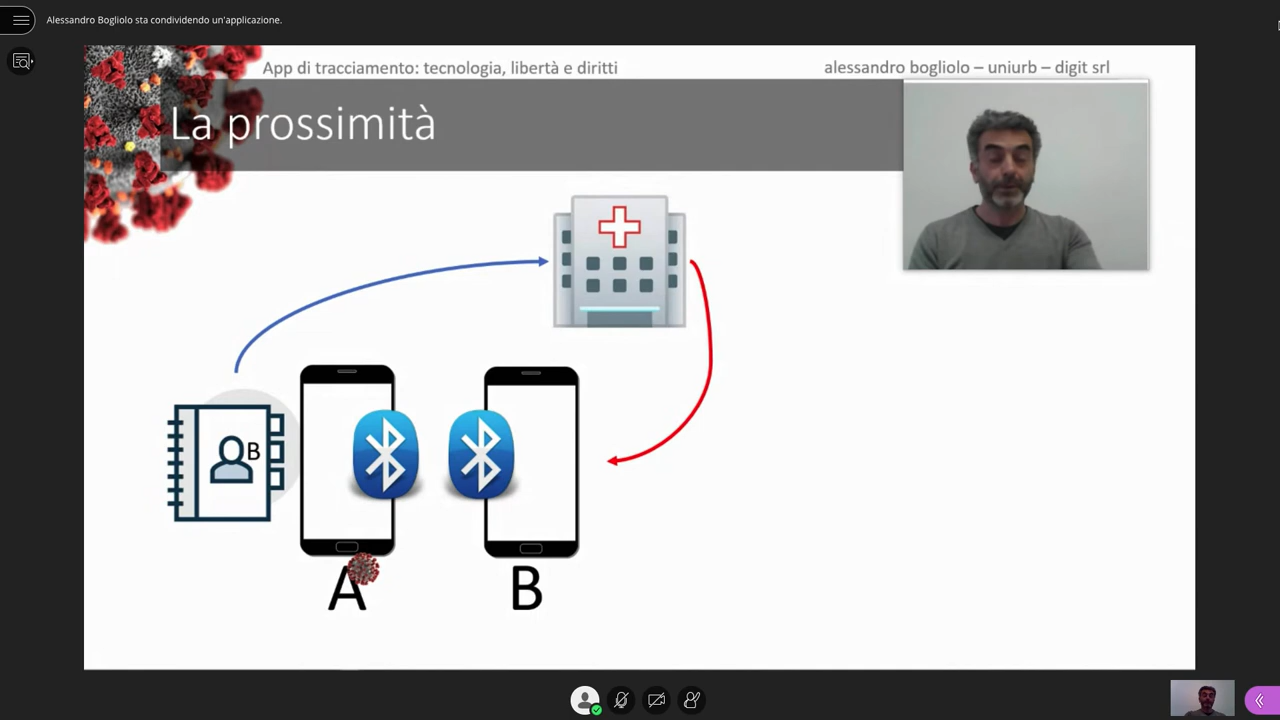 Alessandro Bogliolo sta condividendo un'applicazione.
App di tracciamento: tecnologia, libertà e diritti
alessandro bogliolo – uniurb – digit srl
La prossimità
B
A
B